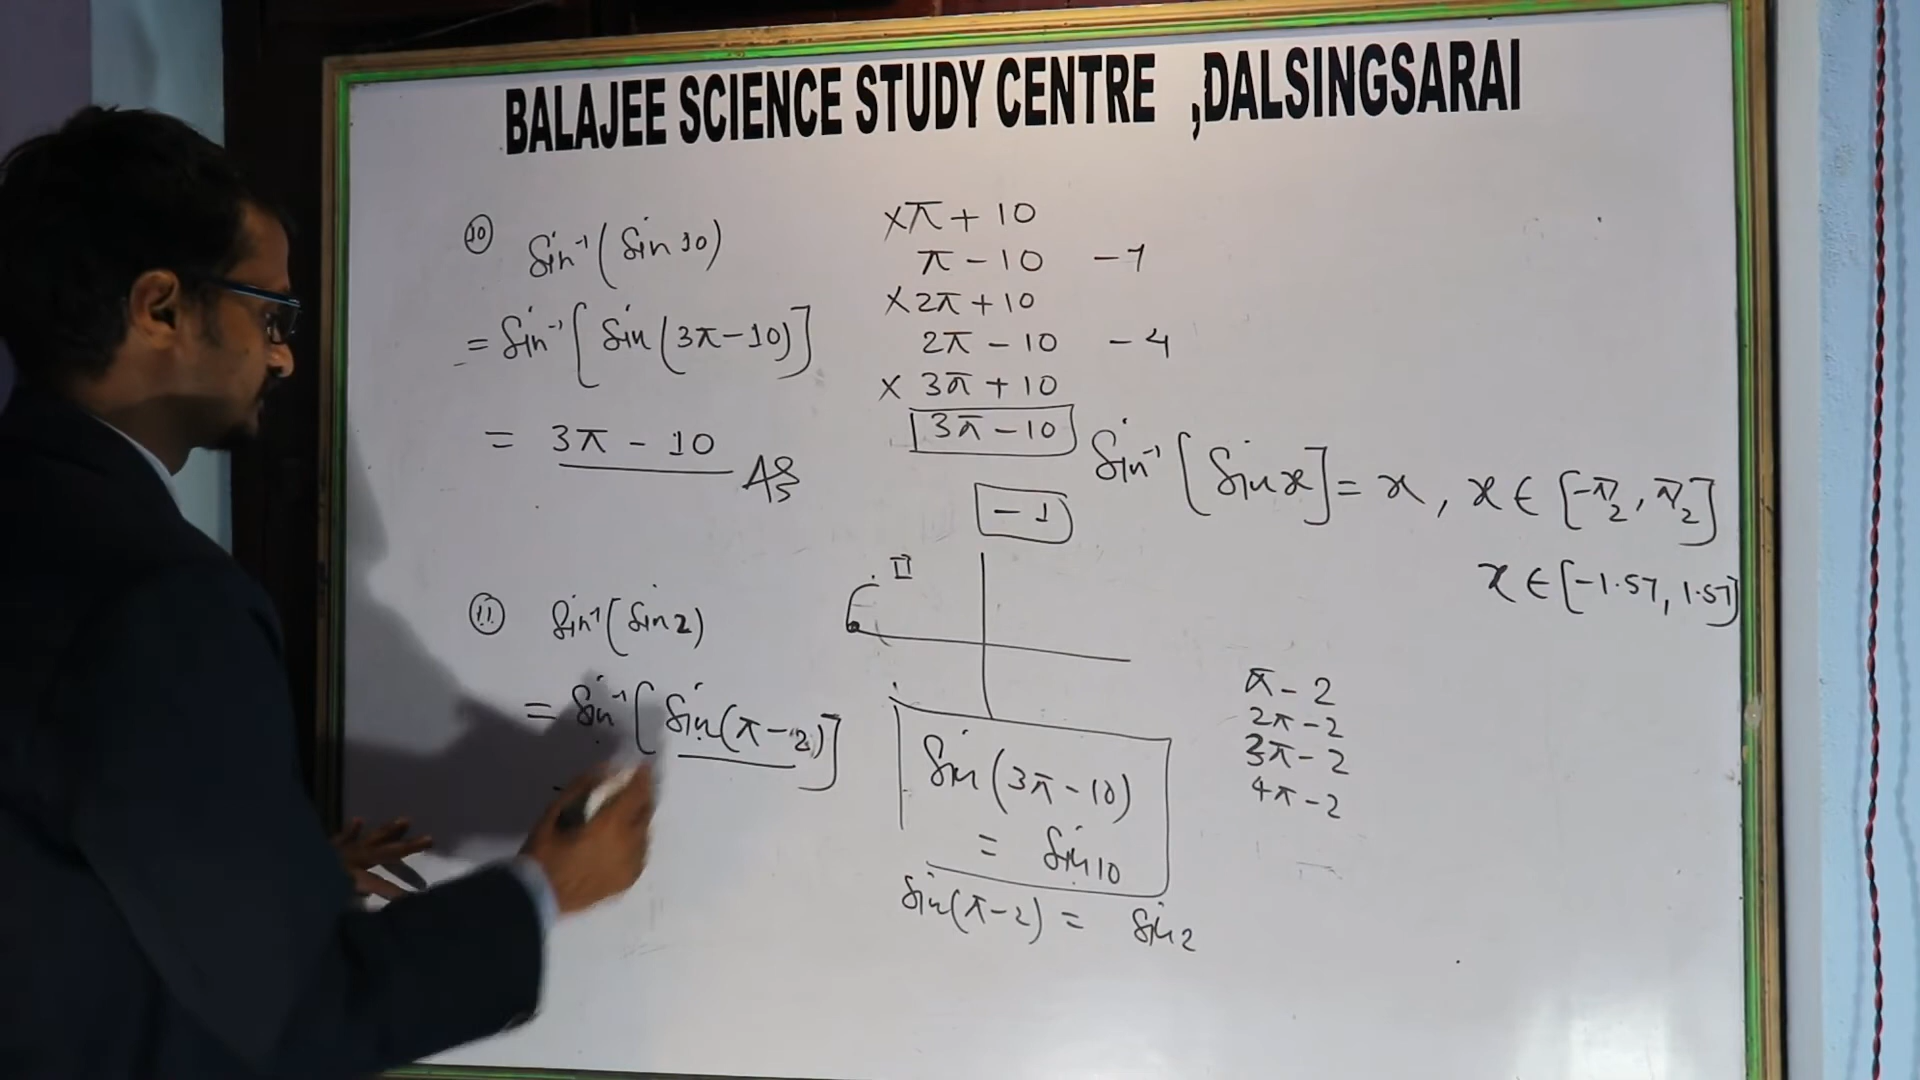 BALAJEE SCIENCE STUDY CENTRE ,DALSINGSARAI
⑩ Sin⁻¹(Sin 10)
= Sin⁻¹[Sin(3π-10)]
= 3π - 10 Ans
×π + 10
π - 10 -7
×2π + 10
2π - 10 -4
× 3π + 10
3π - 10
-1
Sin⁻¹[Sin x] = x, x ∈ [-π/2, π/2]
x ∈ [-1.57, 1.57]
II
⑪ Sin⁻¹(Sin 2)
= Sin⁻¹[Sin(π-2)]
Sin(3π-10)
= Sin 10
Sin(π-2) = Sin 2
π - 2
2π - 2
3π - 2
4π - 2